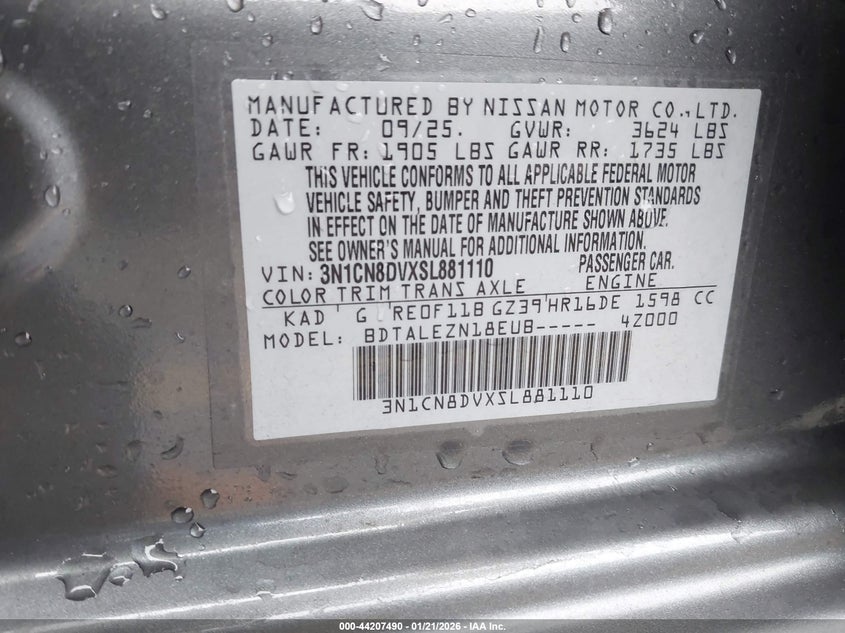 MANUFACTURED BY NISSAN MOTOR CO.,LTD.
DATE: 09/25. GVWR: 3624 LBS
GAWR FR: 1905 LBS GAWR RR: 1735 LBS
THIS VEHICLE CONFORMS TO ALL APPLICABLE FEDERAL MOTOR
VEHICLE SAFETY, BUMPER AND THEFT PREVENTION STANDARDS
IN EFFECT ON THE DATE OF MANUFACTURE SHOWN ABOVE.
SEE OWNER'S MANUAL FOR ADDITIONAL INFORMATION.
VIN: 3N1CN8DVXSL881110 PASSENGER CAR.
COLOR TRIM TRANS AXLE ENGINE
KAD G RE0F11B GZ39 HR16DE 1598 CC
MODEL: BDTALEZN18EUB----- 4Z000
3N1CN8DVXSL881110
000-44207490 - 01/21/2026 - IAA Inc.